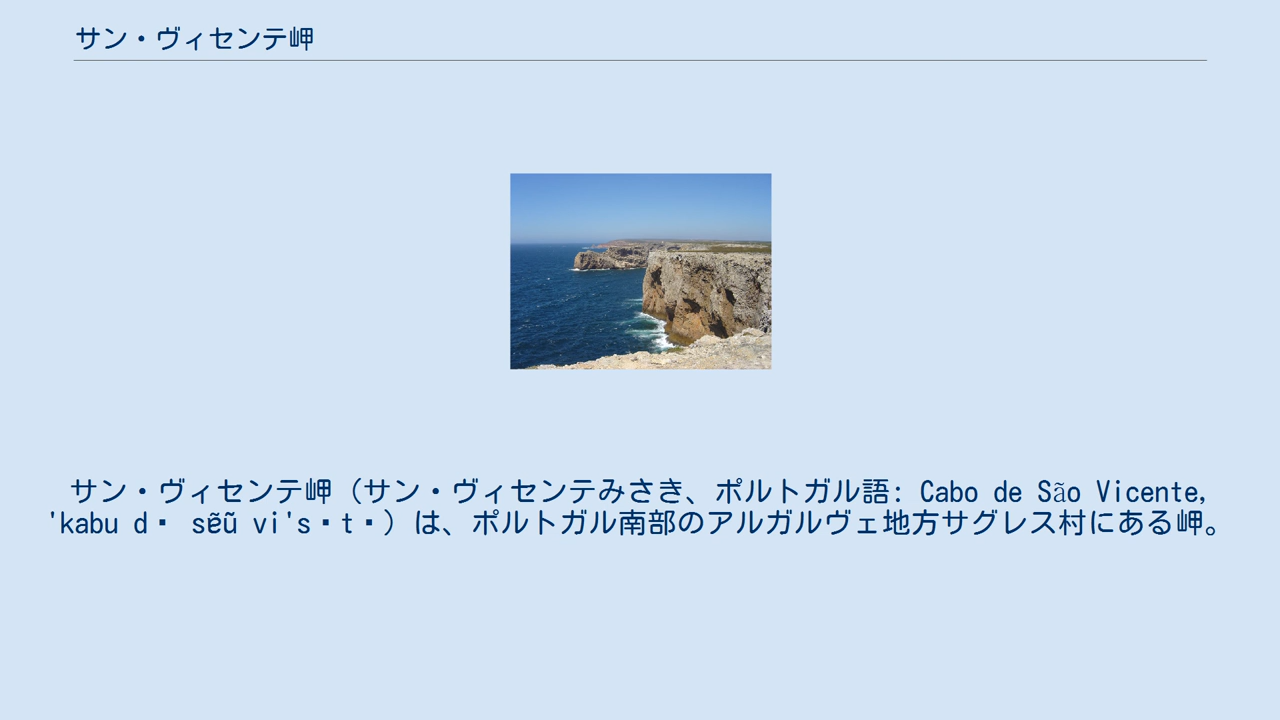 サン・ヴィセンテ岬
サン・ヴィセンテ岬（サン・ヴィセンテみさき、ポルトガル語: Cabo de São Vicente,
'kabu d▪ sɐ̃ũ vi's▪t▪）は、ポルトガル南部のアルガルヴェ地方サグレス村にある岬。